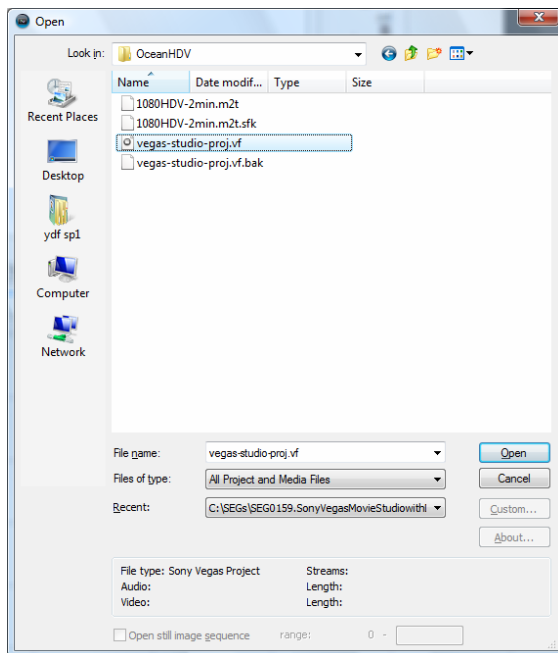 Open
Look in: OceanHDV
Name Date modif... Type Size
1080HDV-2min.m2t
1080HDV-2min.m2t.sfk
vegas-studio-proj.vf
vegas-studio-proj.vf.bak
Recent Places
Desktop
ydf sp1
Computer
Network
File name: vegas-studio-proj.vf Open
Files of type: All Project and Media Files Cancel
Recent: C:\SEGs\SEG0159.SonyVegasMovieStudiowithl Custom...
About...
File type: Sony Vegas Project Streams:
Audio: Length:
Video: Length:
Open still image sequence range: 0 -